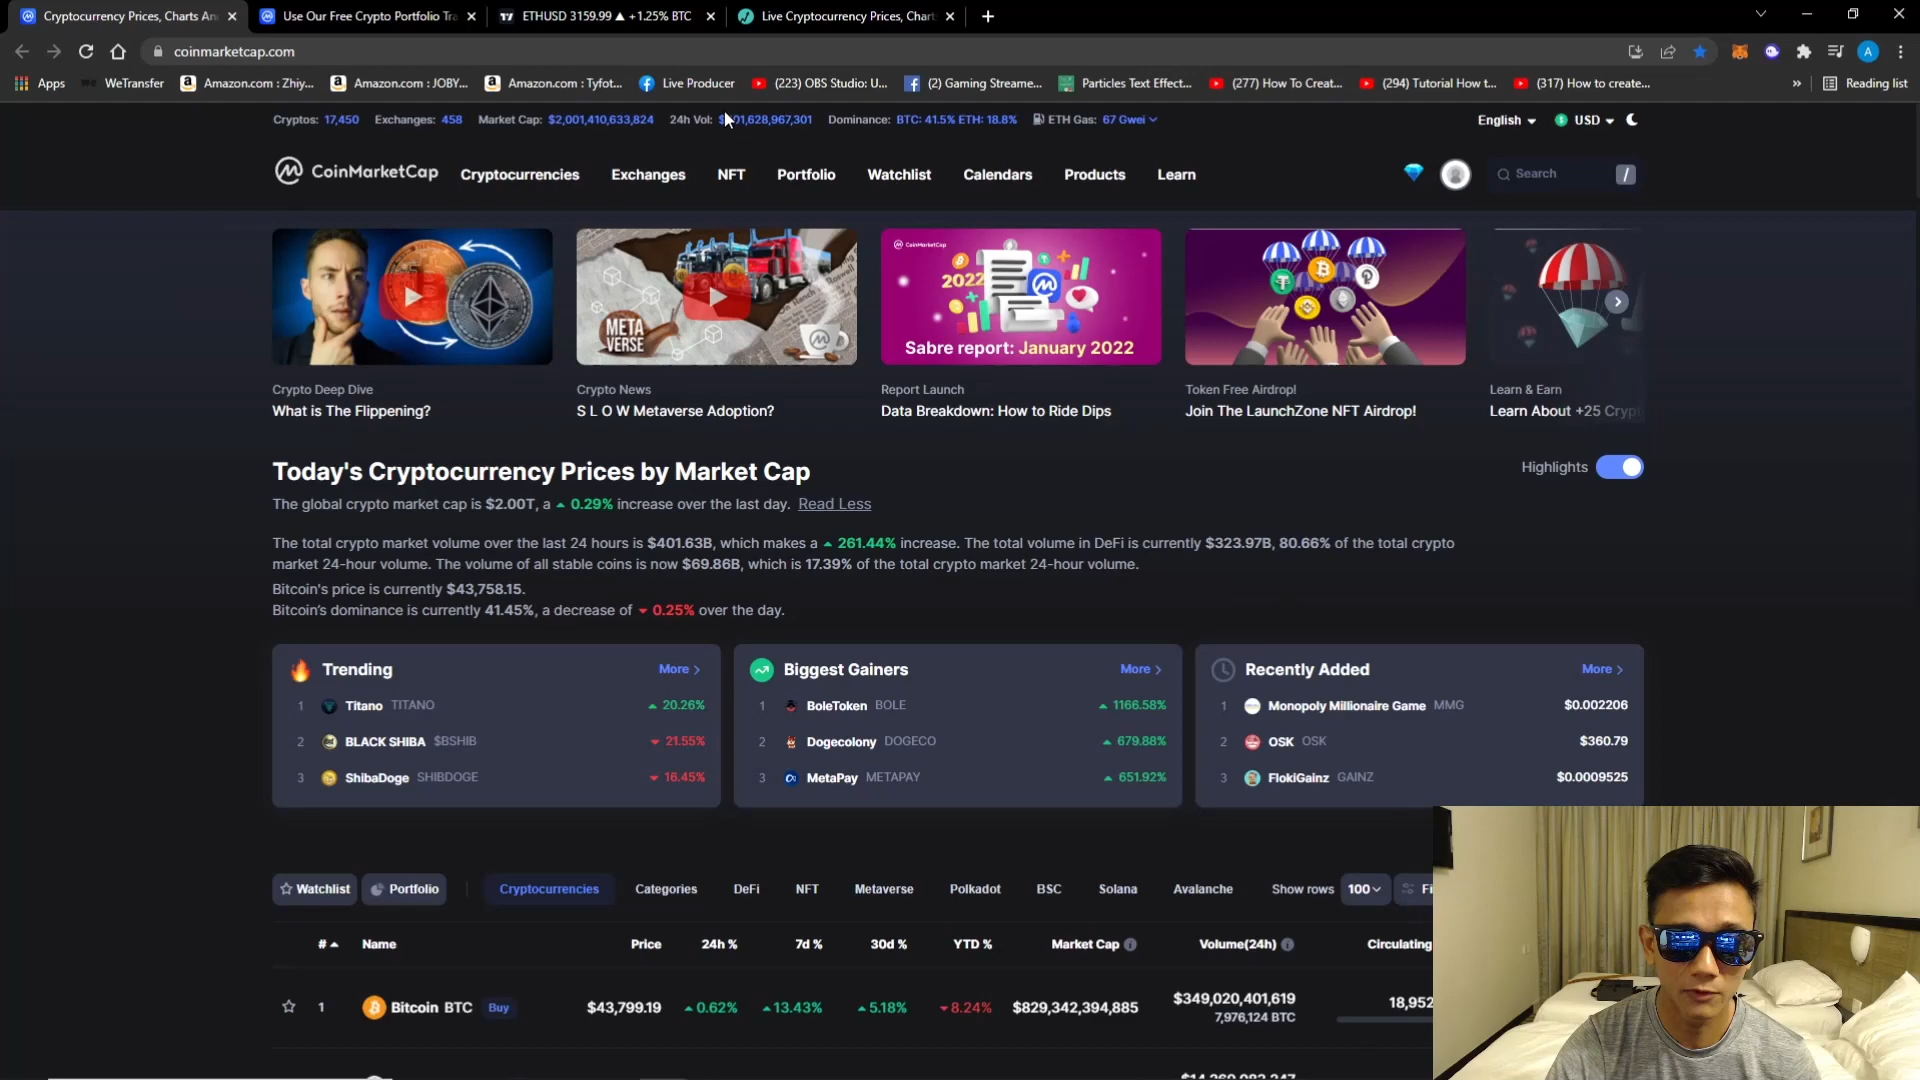 Cryptocurrency Prices, Charts An
Use Our Free Crypto Portfolio Tra
ETHUSD 3159.99 ▲ +1.25% BTC
Live Cryptocurrency Prices, Chart
coinmarketcap.com
Apps
WeTransfer
Amazon.com : Zhiy...
Amazon.com : JOBY...
Amazon.com : Tyfot...
Live Producer
(223) OBS Studio: U...
(2) Gaming Streame...
Particles Text Effect...
(277) How To Creat...
(294) Tutorial How t...
(317) How to create...
Reading list
Cryptos: 17,450 Exchanges: 458 Market Cap: $2,001,410,633,824 24h Vol: 01,628,967,301 Dominance: BTC: 41.5% ETH: 18.8% ETH Gas: 67 Gwei
English USD
CoinMarketCap
Cryptocurrencies Exchanges NFT Portfolio Watchlist Calendars Products Learn
Search /
META
VERSE
CoinMarketCap
2022
Sabre report: January 2022
Crypto Deep Dive
What is The Flippening?
Crypto News
S L O W Metaverse Adoption?
Report Launch
Data Breakdown: How to Ride Dips
Token Free Airdrop!
Join The LaunchZone NFT Airdrop!
Learn & Earn
Learn About +25 Crypt
Today's Cryptocurrency Prices by Market Cap
Highlights
The global crypto market cap is $2.00T, a ▲ 0.29% increase over the last day. Read Less
The total crypto market volume over the last 24 hours is $401.63B, which makes a ▲ 261.44% increase. The total volume in DeFi is currently $323.97B, 80.66% of the total crypto
market 24-hour volume. The volume of all stable coins is now $69.86B, which is 17.39% of the total crypto market 24-hour volume.
Bitcoin's price is currently $43,758.15.
Bitcoin's dominance is currently 41.45%, a decrease of ▼ 0.25% over the day.
Trending More >
1 Titano TITANO ▲ 20.26%
2 BLACK SHIBA $BSHIB ▼ 21.55%
3 ShibaDoge SHIBDOGE ▼ 16.45%
Biggest Gainers More >
1 BoleToken BOLE ▲ 1166.58%
2 Dogecolony DOGECO ▲ 679.88%
3 MetaPay METAPAY ▲ 651.92%
Recently Added More >
1 Monopoly Millionaire Game MMG $0.002206
2 OSK OSK $360.79
3 FlokiGainz GAINZ $0.0009525
Watchlist Portfolio Cryptocurrencies Categories DeFi NFT Metaverse Polkadot BSC Solana Avalanche Show rows 100 Fi
# Name Price 24h % 7d % 30d % YTD % Market Cap Volume(24h) Circulating
1 Bitcoin BTC Buy $43,799.19 ▲ 0.62% ▲ 13.43% ▲ 5.18% ▼ 8.24% $829,342,394,885 $349,020,401,619 18,952
7,976,124 BTC